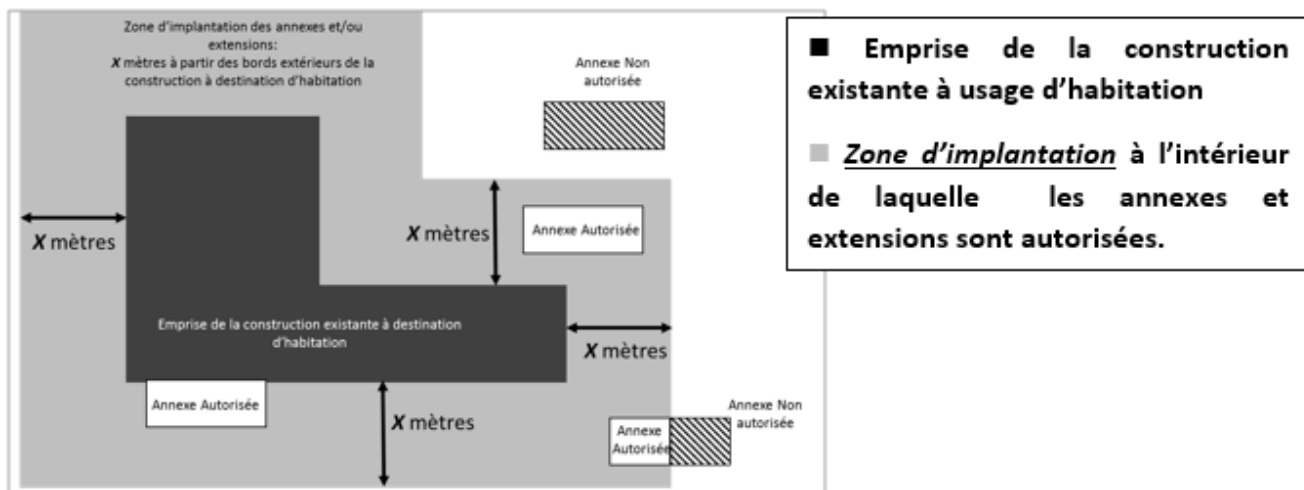 Zone d'implantation des annexes et/ou
extensions:
X mètres à partir des bords extérieurs de la
construction à destination d'habitation
Annexe Non
autorisée
X mètres
X mètres
Annexe Autorisée
Emprise de la construction existante à destination
d'habitation
X mètres
Annexe Autorisée
X mètres
Annexe
Autorisée
Annexe Non
autorisée
■ Emprise de la construction
existante à usage d'habitation
■ Zone d'implantation à l'intérieur
de laquelle les annexes et
extensions sont autorisées.